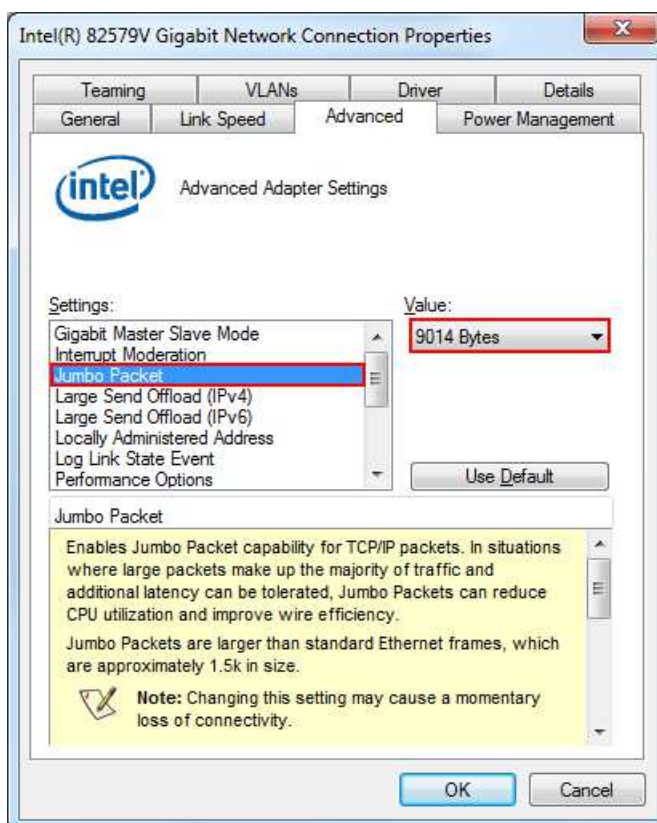 Intel(R) 82579V Gigabit Network Connection Properties
Teaming VLANs Driver Details
General Link Speed Advanced Power Management
intel
Advanced Adapter Settings
Settings:
Value:
Gigabit Master Slave Mode
Interrupt Moderation
Jumbo Packet
Large Send Offload (IPv4)
Large Send Offload (IPv6)
Locally Administered Address
Log Link State Event
Performance Options
9014 Bytes
Use Default
Jumbo Packet
Enables Jumbo Packet capability for TCP/IP packets. In situations
where large packets make up the majority of traffic and
additional latency can be tolerated, Jumbo Packets can reduce
CPU utilization and improve wire efficiency.
Jumbo Packets are larger than standard Ethernet frames, which
are approximately 1.5k in size.
Note: Changing this setting may cause a momentary
loss of connectivity.
OK Cancel